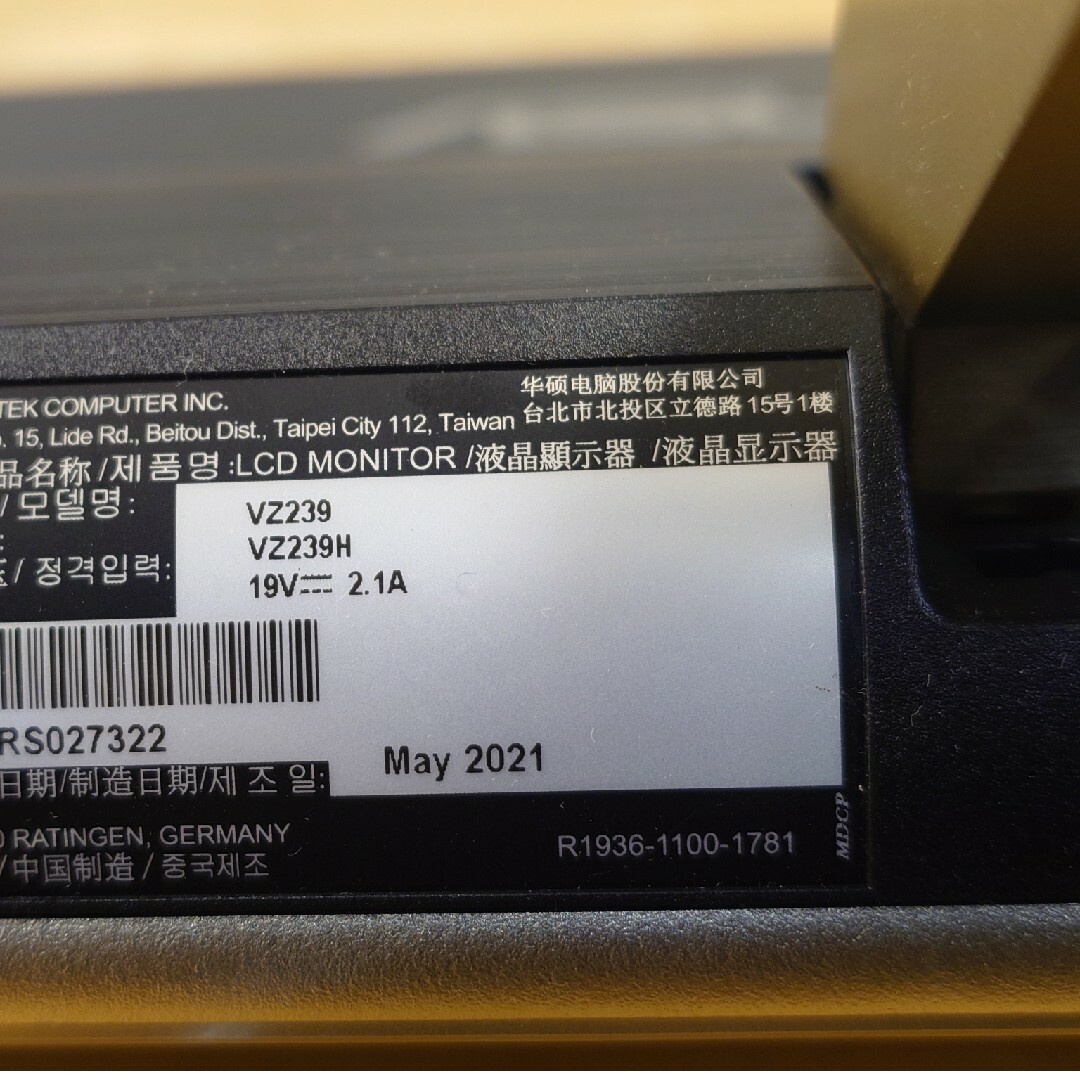 TEK COMPUTER INC.
华硕电脑股份有限公司
. 15, Lide Rd., Beitou Dist., Taipei City 112, Taiwan
台北市北投区立德路 15号1楼
品名称 /제품명 :LCD MONITOR /液晶顯示器 /液晶显示器
/ 모델명:
VZ239
VZ239H
/ 정격입력:
19V⎓ 2.1A
RS027322
日期/制造日期/제 조 일:
May 2021
RATINGEN, GERMANY
/ 中国制造 / 중국제조
R1936-1100-1781
MDCP